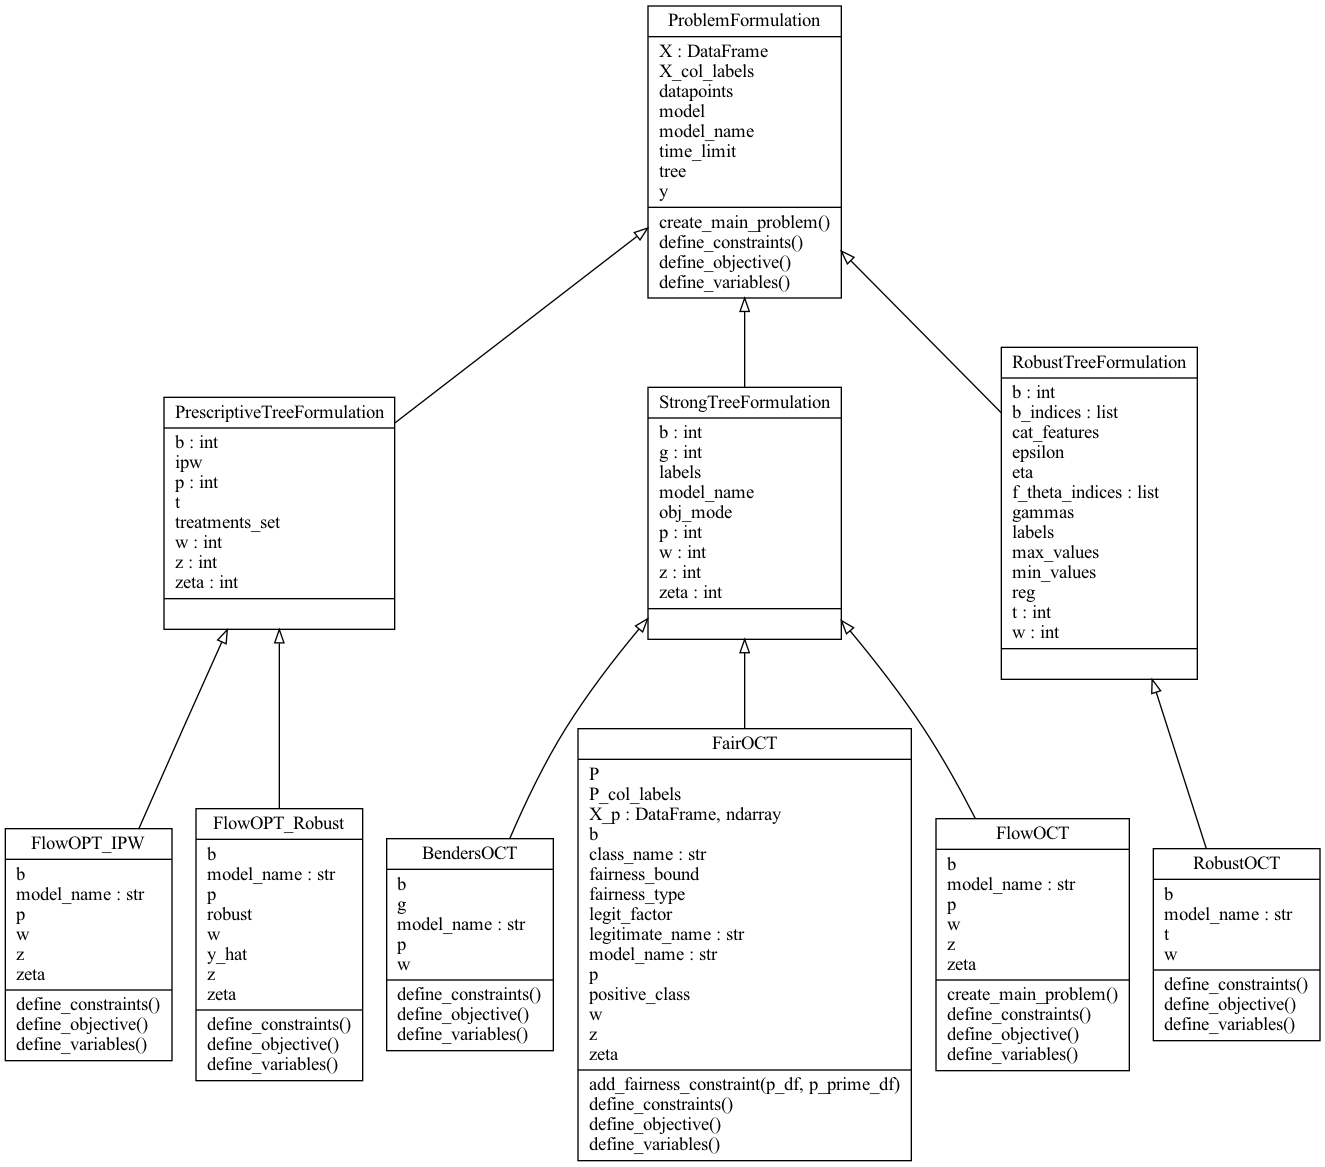 ProblemFormulation
X : DataFrame
X_col_labels
datapoints
model
model_name
time_limit
tree
y
create_main_problem()
define_constraints()
define_objective()
define_variables()
PrescriptiveTreeFormulation
b : int
ipw
p : int
t
treatments_set
w : int
z : int
zeta : int
StrongTreeFormulation
b : int
g : int
labels
model_name
obj_mode
p : int
w : int
z : int
zeta : int
RobustTreeFormulation
b : int
b_indices : list
cat_features
epsilon
eta
f_theta_indices : list
gammas
labels
max_values
min_values
reg
t : int
w : int
FlowOPT_IPW
b
model_name : str
p
w
z
zeta
define_constraints()
define_objective()
define_variables()
FlowOPT_Robust
b
model_name : str
p
robust
w
y_hat
z
zeta
define_constraints()
define_objective()
define_variables()
BendersOCT
b
g
model_name : str
p
w
define_constraints()
define_objective()
define_variables()
FairOCT
P
P_col_labels
X_p : DataFrame, ndarray
b
class_name : str
fairness_bound
fairness_type
legit_factor
legitimate_name : str
model_name : str
p
positive_class
w
z
zeta
add_fairness_constraint(p_df, p_prime_df)
define_constraints()
define_objective()
define_variables()
FlowOCT
b
model_name : str
p
w
z
zeta
create_main_problem()
define_constraints()
define_objective()
define_variables()
RobustOCT
b
model_name : str
t
w
define_constraints()
define_objective()
define_variables()